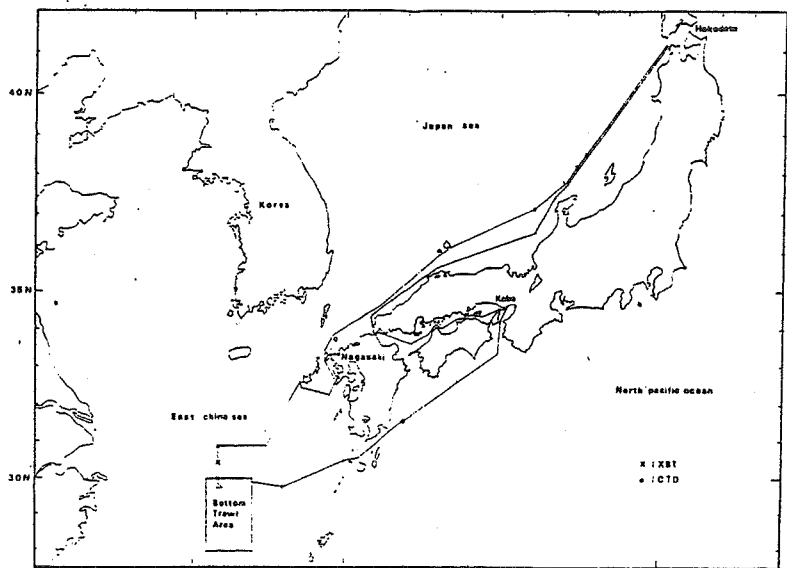 Hakodate
40N
Japan sea
Korea
35N
Kobe
Nagasaki
North pacific ocean
East china sea
x : XBT
30N
• : CTD
Bottom
Trawl
Area